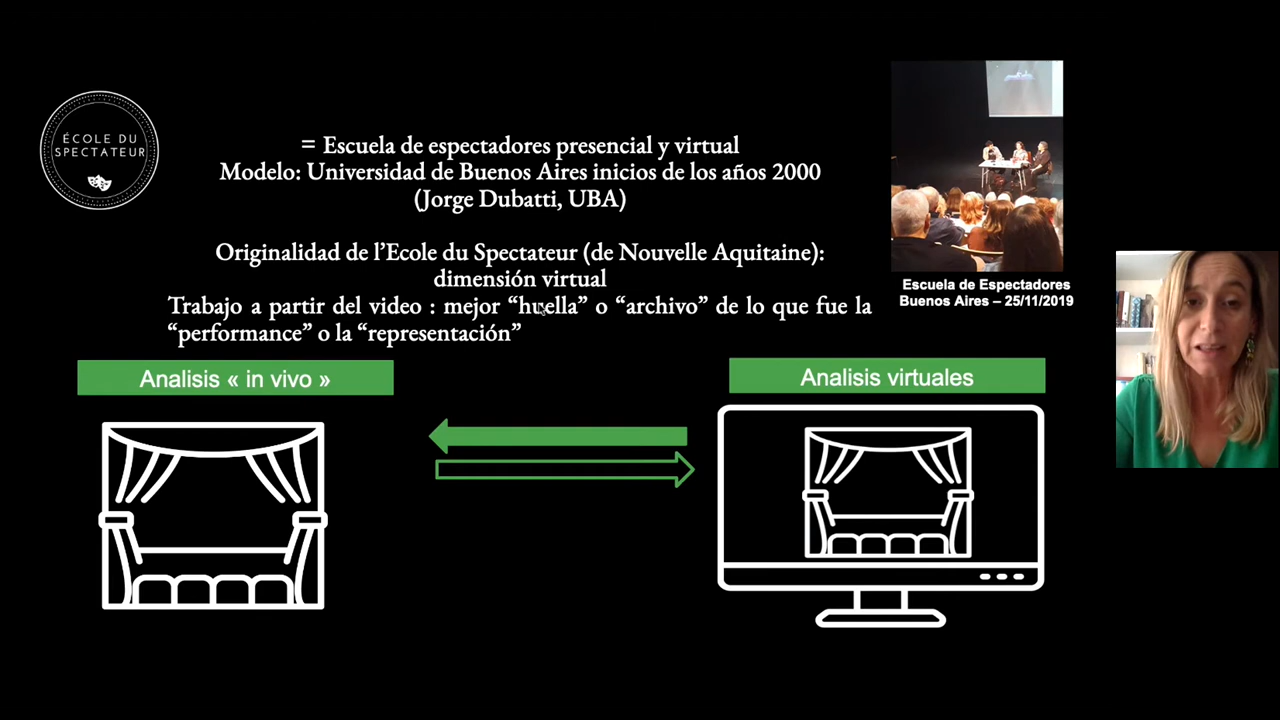 ÉCOLE DU
SPECTATEUR
= Escuela de espectadores presencial y virtual
Modelo: Universidad de Buenos Aires inicios de los años 2000
(Jorge Dubatti, UBA)
Originalidad de l’Ecole du Spectateur (de Nouvelle Aquitaine):
dimensión virtual
Trabajo a partir del video : mejor “huella” o “archivo” de lo que fue la
“performance” o la “representación”
Escuela de Espectadores
Buenos Aires – 25/11/2019
Analisis « in vivo »
Analisis virtuales